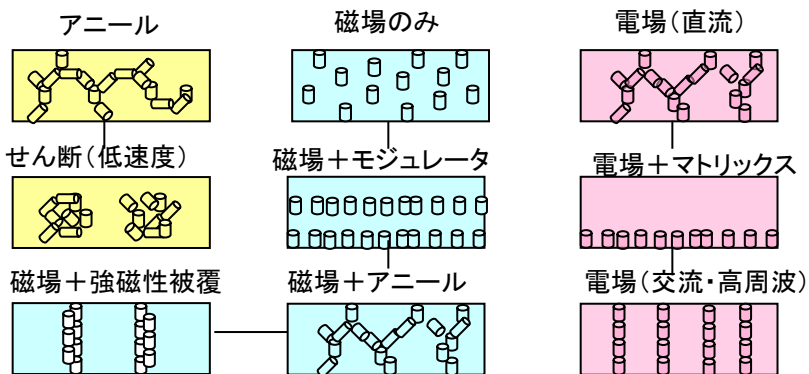 アニール
磁場のみ
電場(直流)
せん断(低速度)
磁場+モジュレータ
電場+マトリックス
磁場+強磁性被覆
磁場+アニール
電場(交流・高周波)